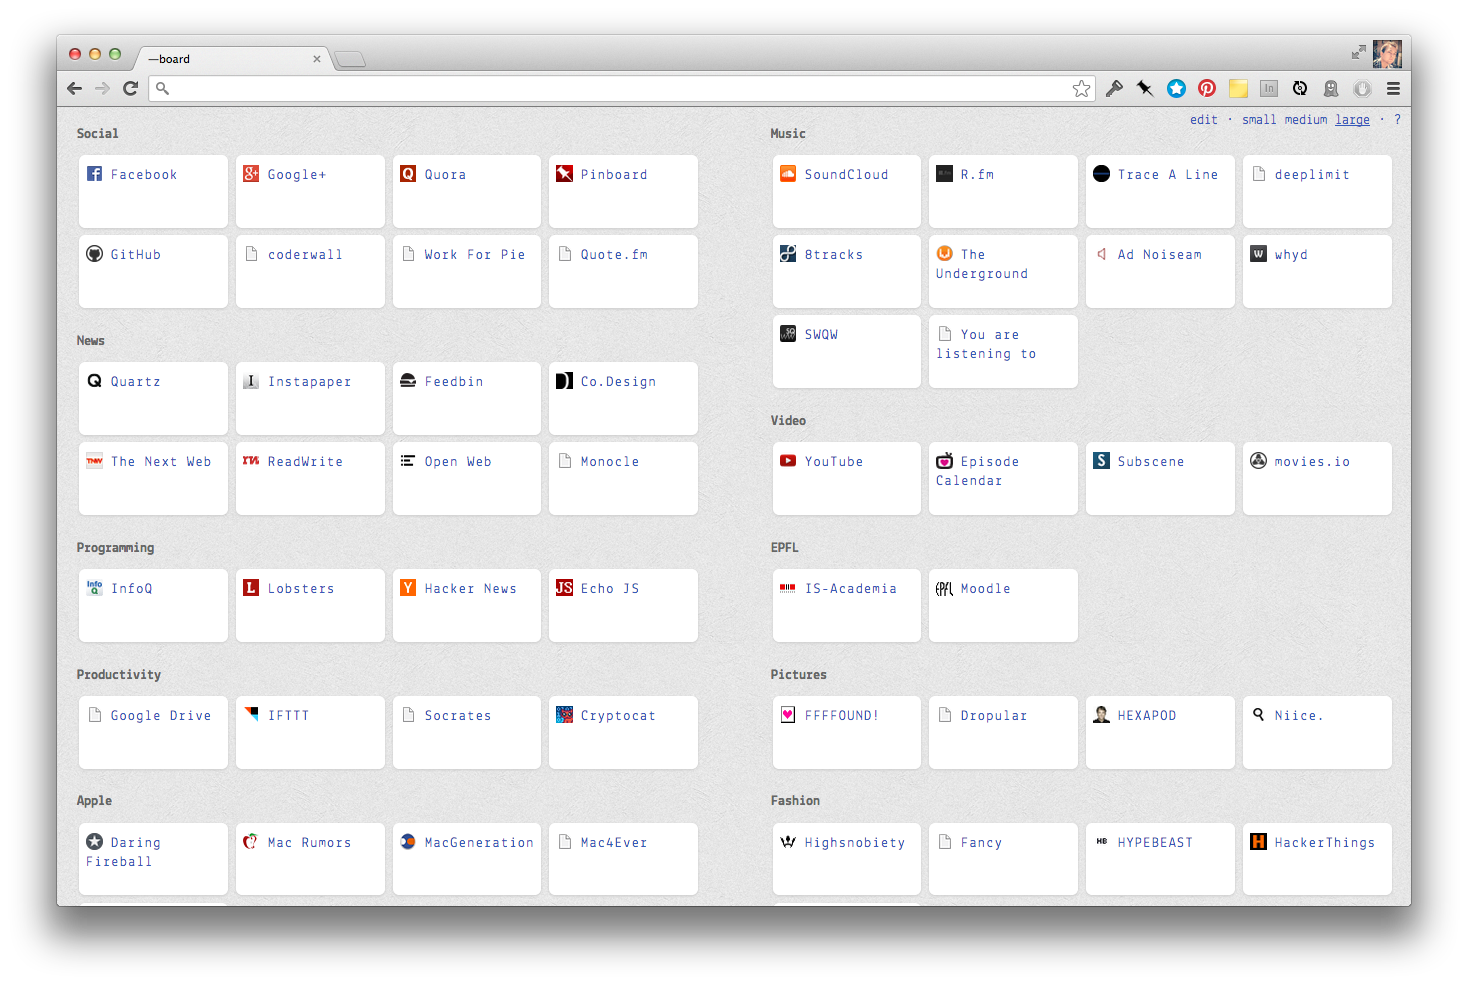 —board
edit · small medium large · ?
Social
Facebook
Google+
Quora
Pinboard
GitHub
coderwall
Work For Pie
Quote.fm
News
Quartz
Instapaper
Feedbin
Co.Design
The Next Web
ReadWrite
Open Web
Monocle
Programming
InfoQ
Lobsters
Hacker News
Echo JS
Productivity
Google Drive
IFTTT
Socrates
Cryptocat
Apple
Daring
Fireball
Mac Rumors
MacGeneration
Mac4Ever
Music
SoundCloud
R.fm
Trace A Line
deeplimit
8tracks
The
Underground
Ad Noiseam
whyd
SWQW
You are
listening to
Video
YouTube
Episode
Calendar
Subscene
movies.io
EPFL
IS-Academia
Moodle
Pictures
FFFFOUND!
Dropular
HEXAPOD
Niice.
Fashion
Highsnobiety
Fancy
HYPEBEAST
HackerThings